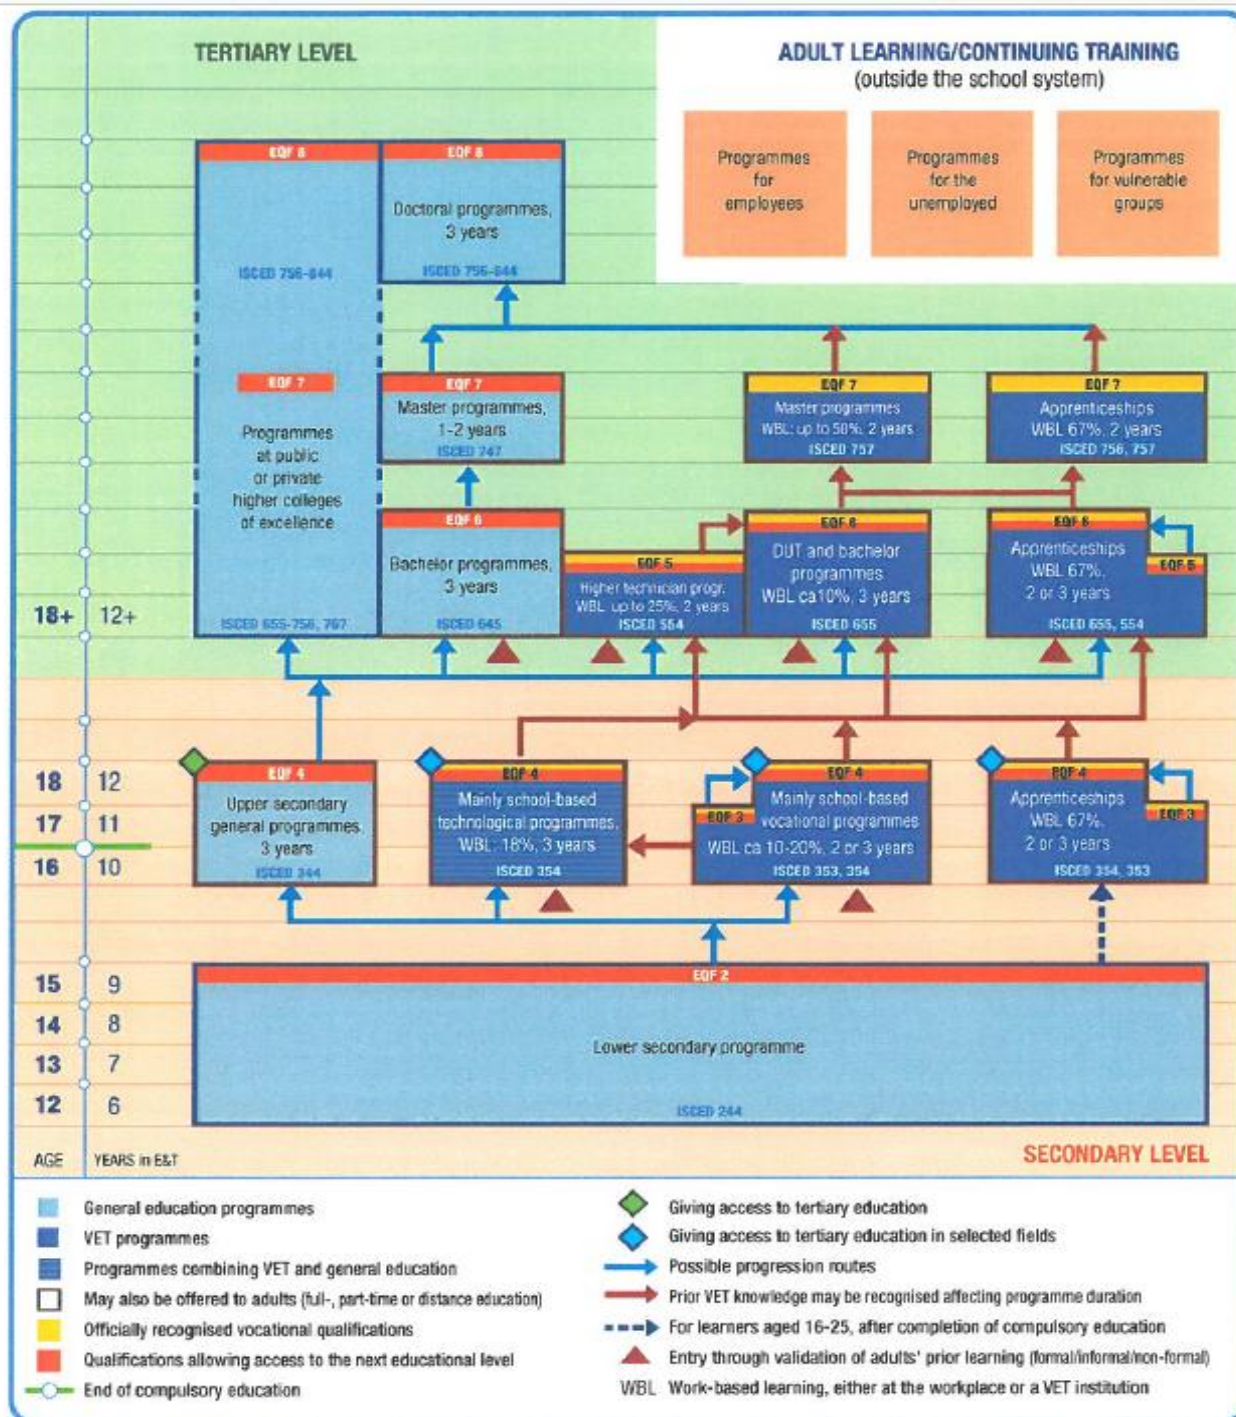 TERTIARY LEVEL
ADULT LEARNING/CONTINUING TRAINING
(outside the school system)
Programmes
for
employees
Programmes
for the
unemployed
Programmes
for vulnerable
groups
EQF 8
ISCED 756-844
EQF 7
Programmes
at public
or private
higher colleges
of excellence
ISCED 655-756, 767
EQF 8
Doctoral programmes,
3 years
ISCED 756-844
EQF 7
Master programmes,
1-2 years
ISCED 747
EQF 7
Master programmes
WBL: up to 50%, 2 years
ISCED 757
EQF 7
Apprenticeships
WBL 67%, 2 years
ISCED 756, 757
EQF 6
Bachelor programmes,
3 years
ISCED 645
EQF 5
Higher technician progr.
WBL up to 25%, 2 years
ISCED 554
EQF 6
DUT and bachelor
programmes
WBL ca10%, 3 years
ISCED 655
EQF 6
Apprenticeships
WBL 67%,
2 or 3 years
ISCED 655, 554
EQF 5
18+ 12+
18 12
17 11
16 10
EQF 4
Upper secondary
general programmes,
3 years
ISCED 344
EQF 4
Mainly school-based
technological programmes,
WBL: 18%, 3 years
ISCED 354
EQF 3
EQF 4
Mainly school-based
vocational programmes
WBL ca 10-20%, 2 or 3 years
ISCED 353, 354
EQF 4
Apprenticeships
WBL 67%,
2 or 3 years
ISCED 354, 353
EQF 3
15 9
14 8
13 7
12 6
EQF 2
Lower secondary programme
ISCED 244
AGE YEARS in E&T
SECONDARY LEVEL
General education programmes
VET programmes
Programmes combining VET and general education
May also be offered to adults (full-, part-time or distance education)
Officially recognised vocational qualifications
Qualifications allowing access to the next educational level
End of compulsory education
Giving access to tertiary education
Giving access to tertiary education in selected fields
Possible progression routes
Prior VET knowledge may be recognised affecting programme duration
For learners aged 16-25, after completion of compulsory education
Entry through validation of adults' prior learning (formal/informal/non-formal)
WBL Work-based learning, either at the workplace or a VET institution